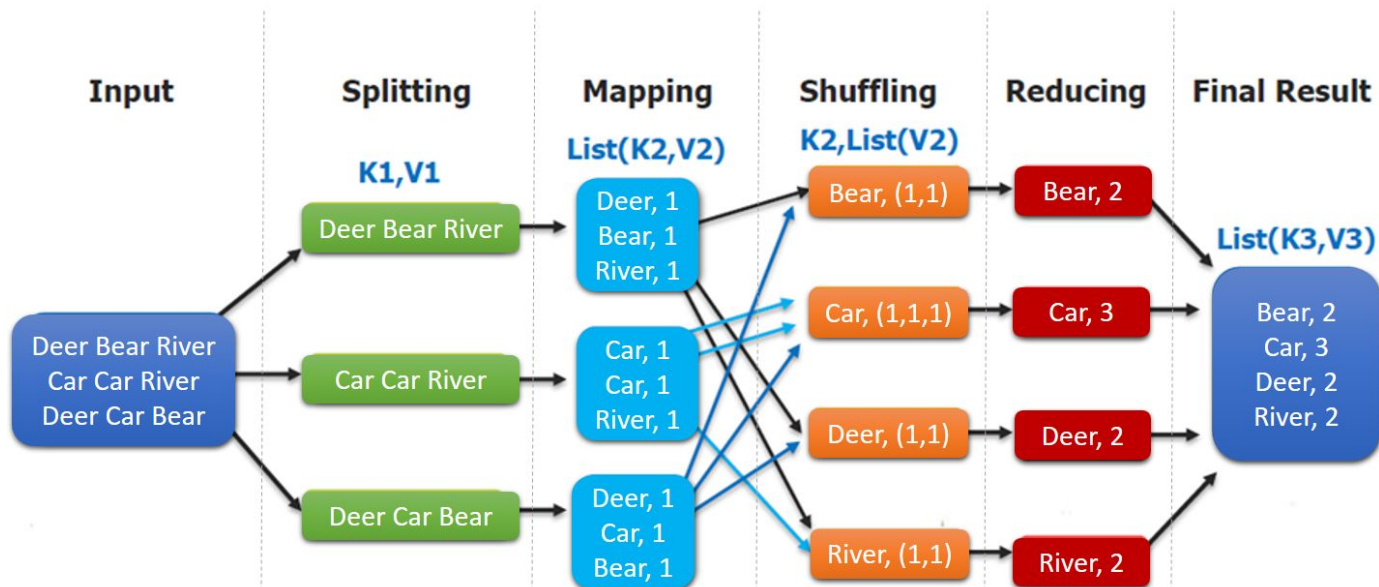 Input
Splitting
Mapping
Shuffling
Reducing
Final Result
K1,V1
List(K2,V2)
K2,List(V2)
List(K3,V3)
Deer Bear River
Car Car River
Deer Car Bear
Deer Bear River
Car Car River
Deer Car Bear
Deer, 1
Bear, 1
River, 1
Car, 1
Car, 1
River, 1
Deer, 1
Car, 1
Bear, 1
Bear, (1,1)
Car, (1,1,1)
Deer, (1,1)
River, (1,1)
Bear, 2
Car, 3
Deer, 2
River, 2
Bear, 2
Car, 3
Deer, 2
River, 2